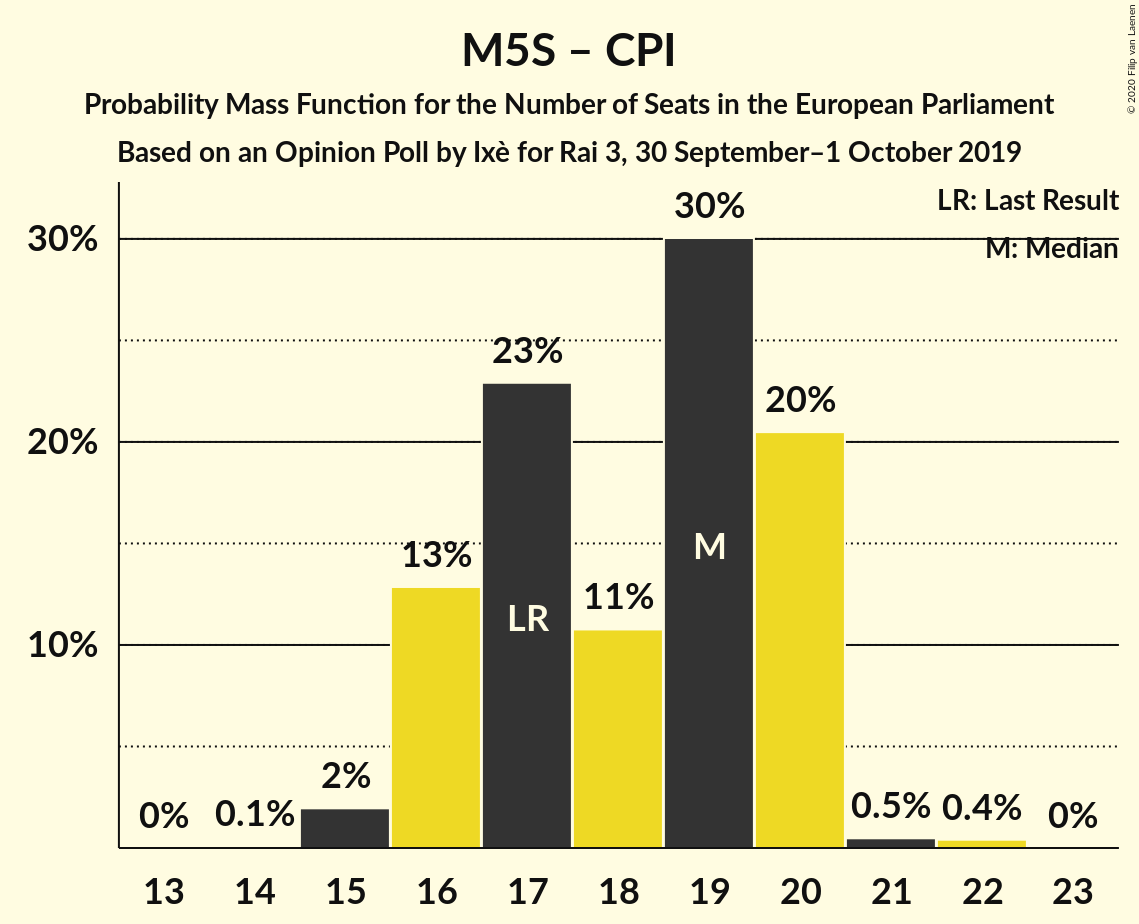 M5S – CPI
Probability Mass Function for the Number of Seats in the European Parliament
Based on an Opinion Poll by Ixè for Rai 3, 30 September–1 October 2019
© 2020 Filip van Laenen
LR: Last Result
M: Median
30%
20%
10%
0%
0.1%
2%
13%
23%
11%
30%
20%
0.5%
0.4%
0%
LR
M
13 14 15 16 17 18 19 20 21 22 23